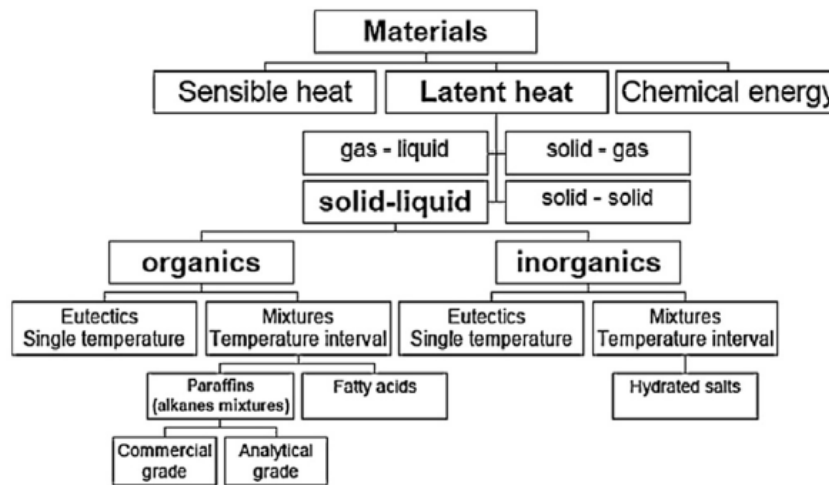 Materials
Sensible heat
Latent heat
Chemical energy
gas - liquid
solid - gas
solid-liquid
solid - solid
organics
inorganics
Eutectics
Single temperature
Mixtures
Temperature interval
Eutectics
Single temperature
Mixtures
Temperature interval
Paraffins
(alkanes mixtures)
Fatty acids
Hydrated salts
Commercial
grade
Analytical
grade